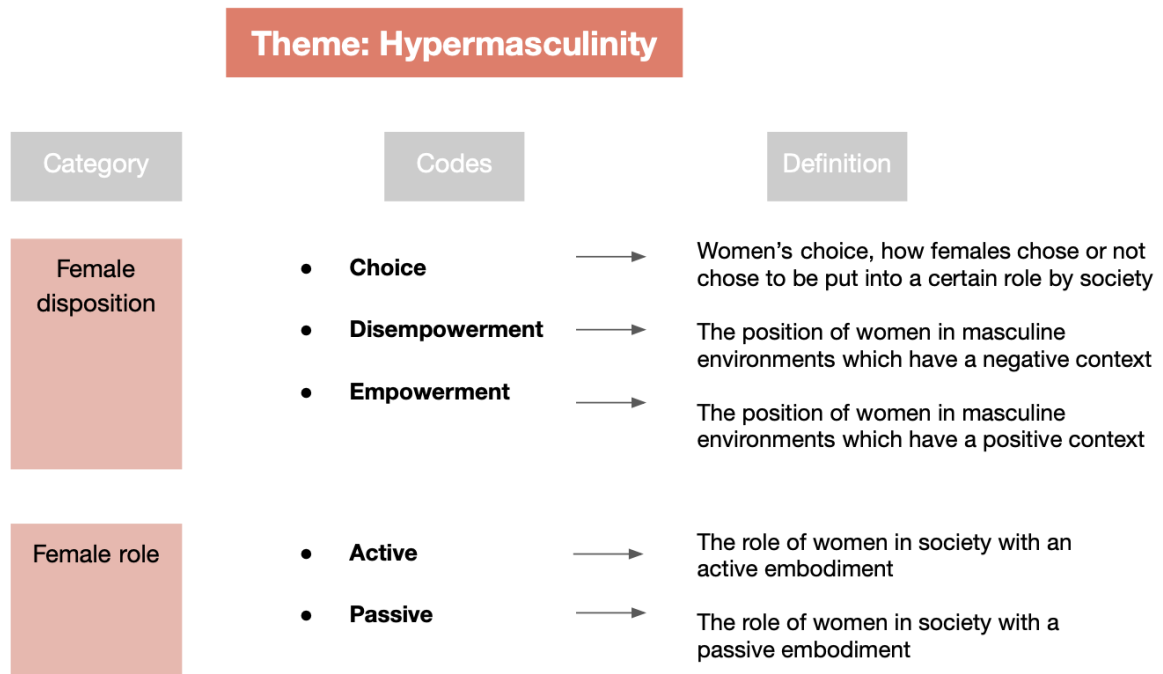 Theme: Hypermasculinity
Category
Codes
Definition
Female
disposition
● Choice
Women’s choice, how females chose or not
chose to be put into a certain role by society
● Disempowerment
The position of women in masculine
environments which have a negative context
● Empowerment
The position of women in masculine
environments which have a positive context
Female role
● Active
The role of women in society with an
active embodiment
● Passive
The role of women in society with a
passive embodiment